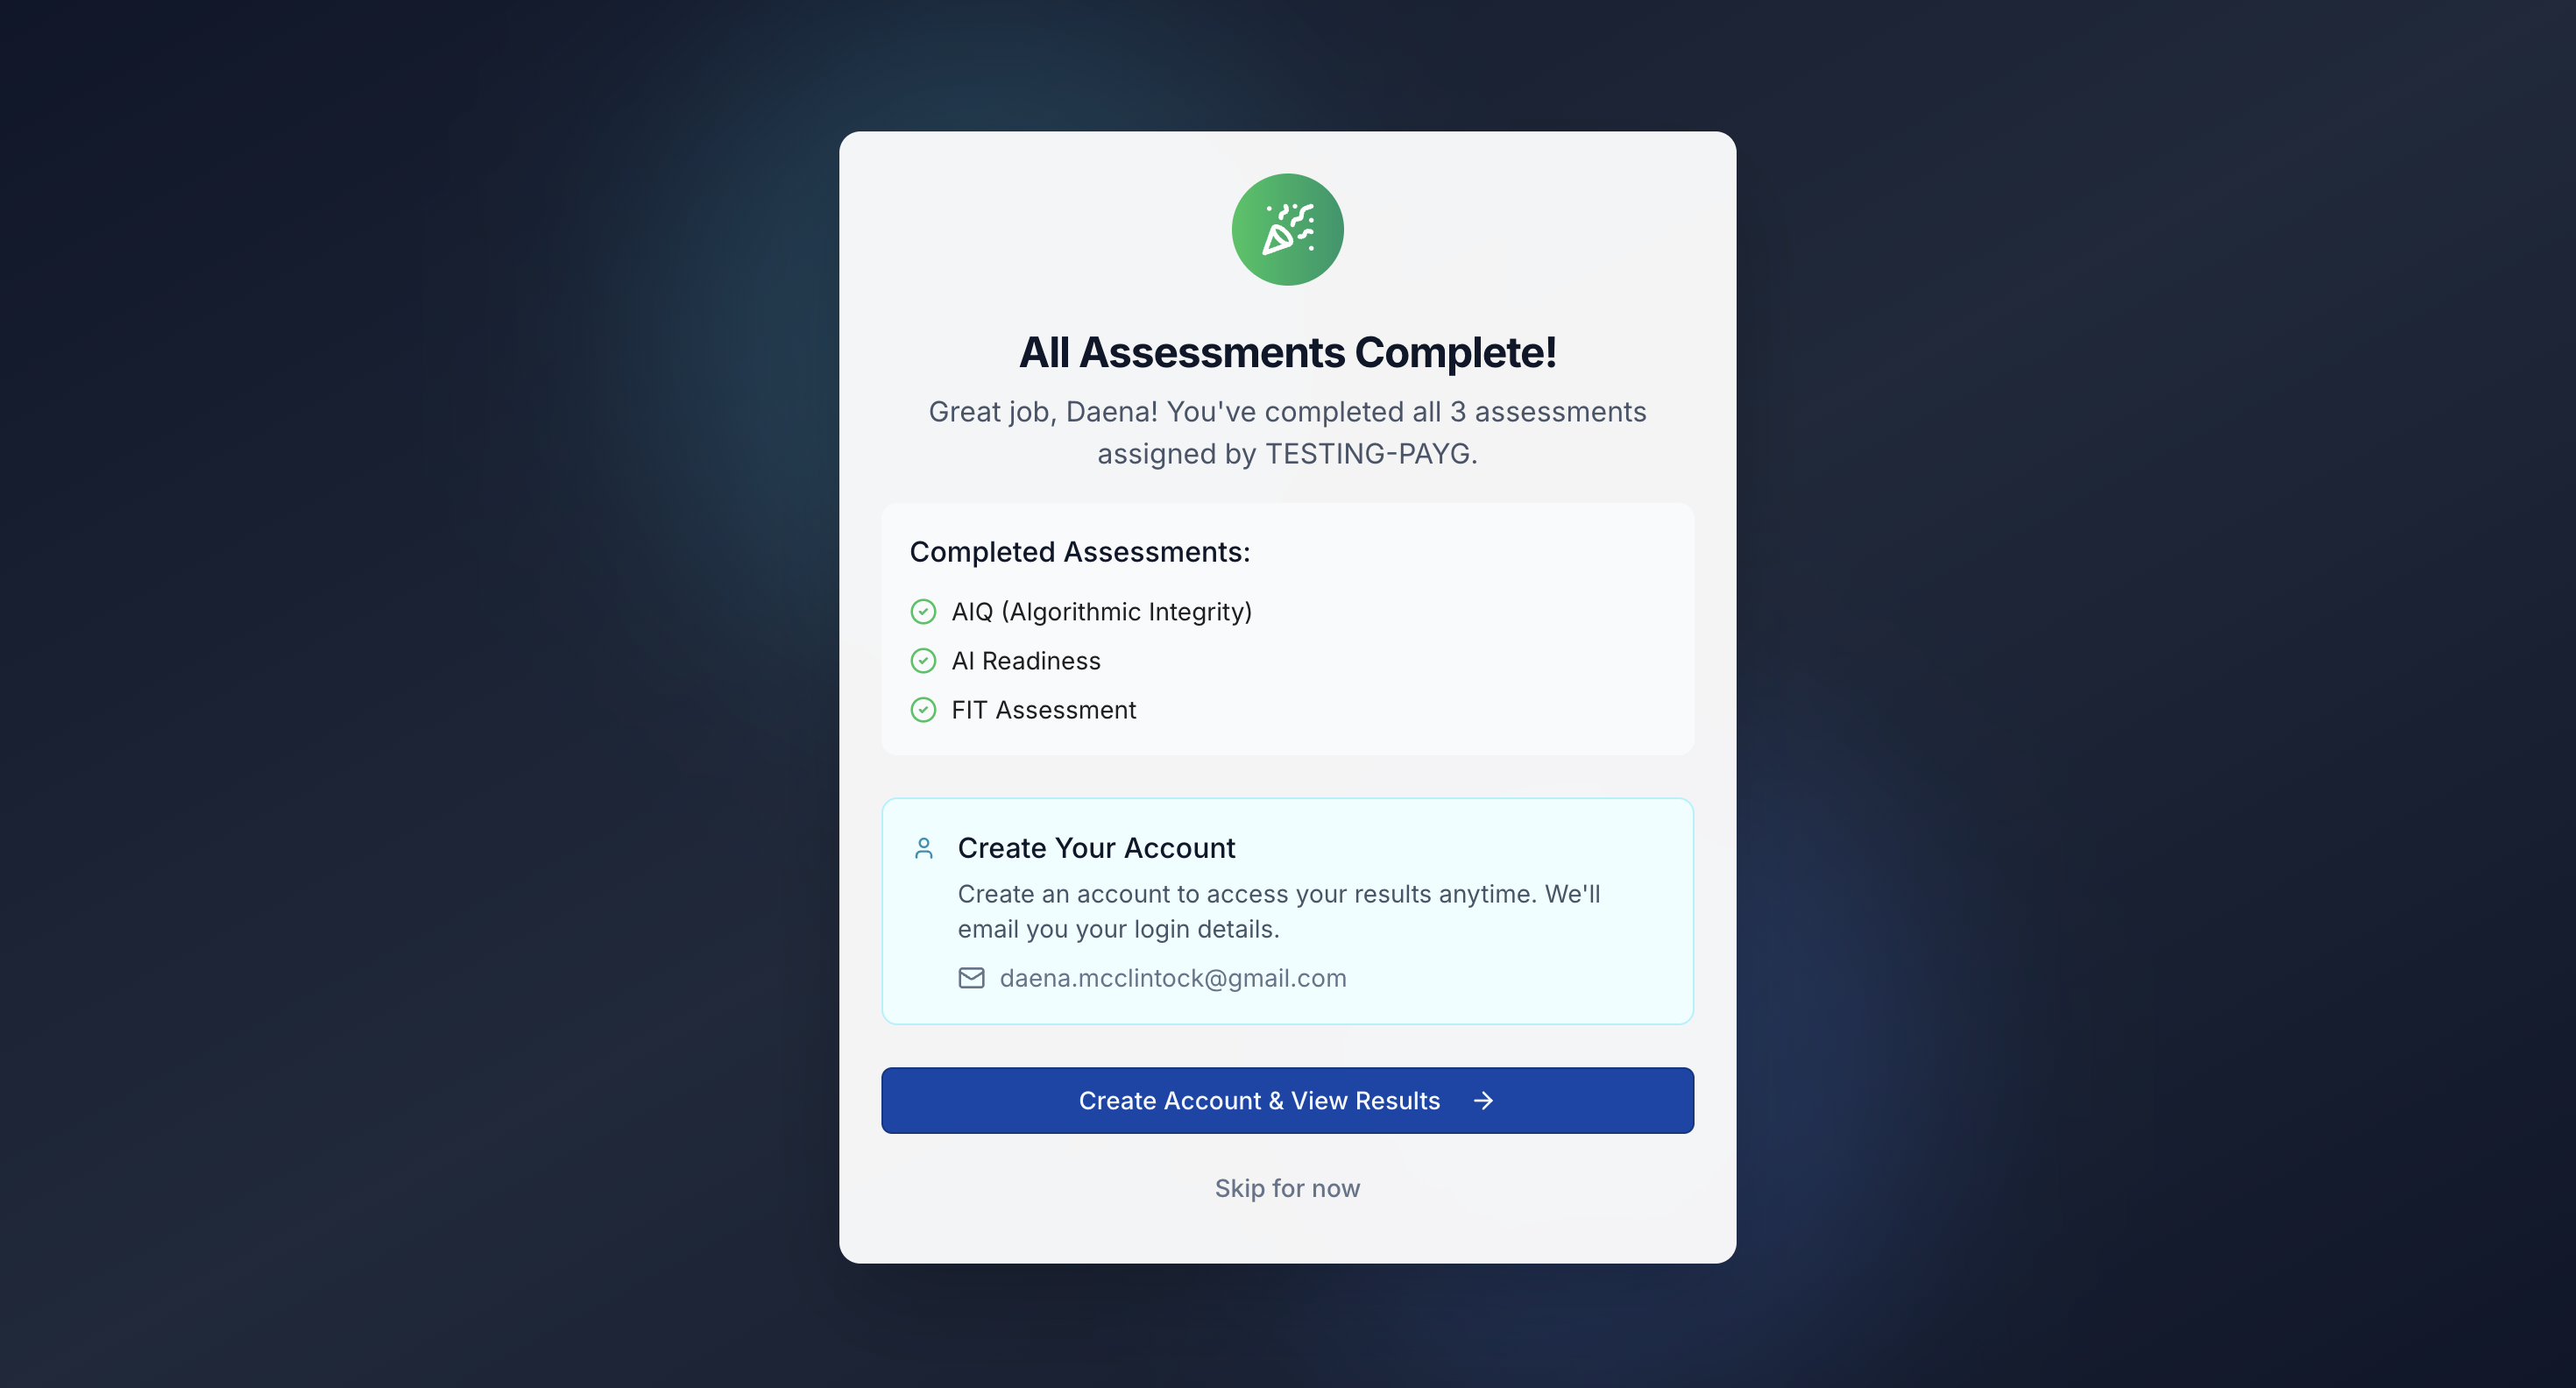 All Assessments Complete!
Great job, Daena! You've completed all 3 assessments
assigned by TESTING-PAYG.
Completed Assessments:
AIQ (Algorithmic Integrity)
AI Readiness
FIT Assessment
Create Your Account
Create an account to access your results anytime. We'll
email you your login details.
daena.mcclintock@gmail.com
Create Account & View Results
Skip for now